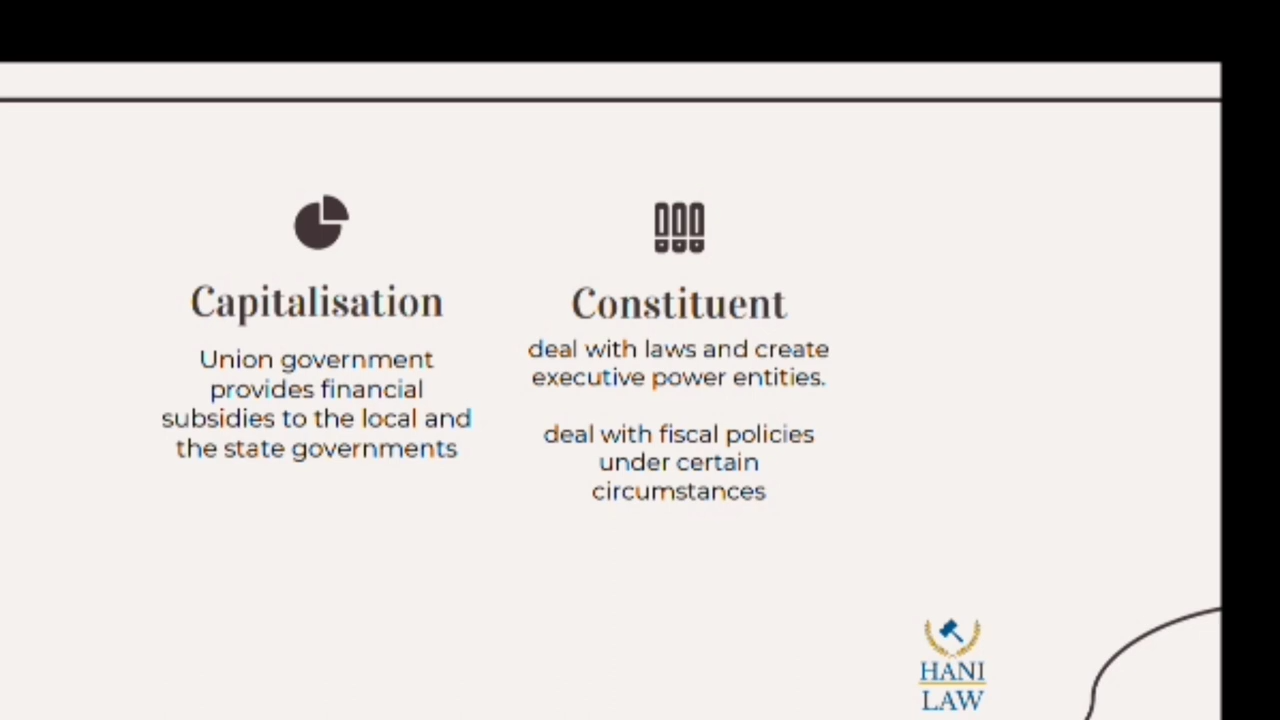 Capitalisation
Union government
provides financial
subsidies to the local and
the state governments
Constituent
deal with laws and create
executive power entities.
deal with fiscal policies
under certain
circumstances
HANI
LAW